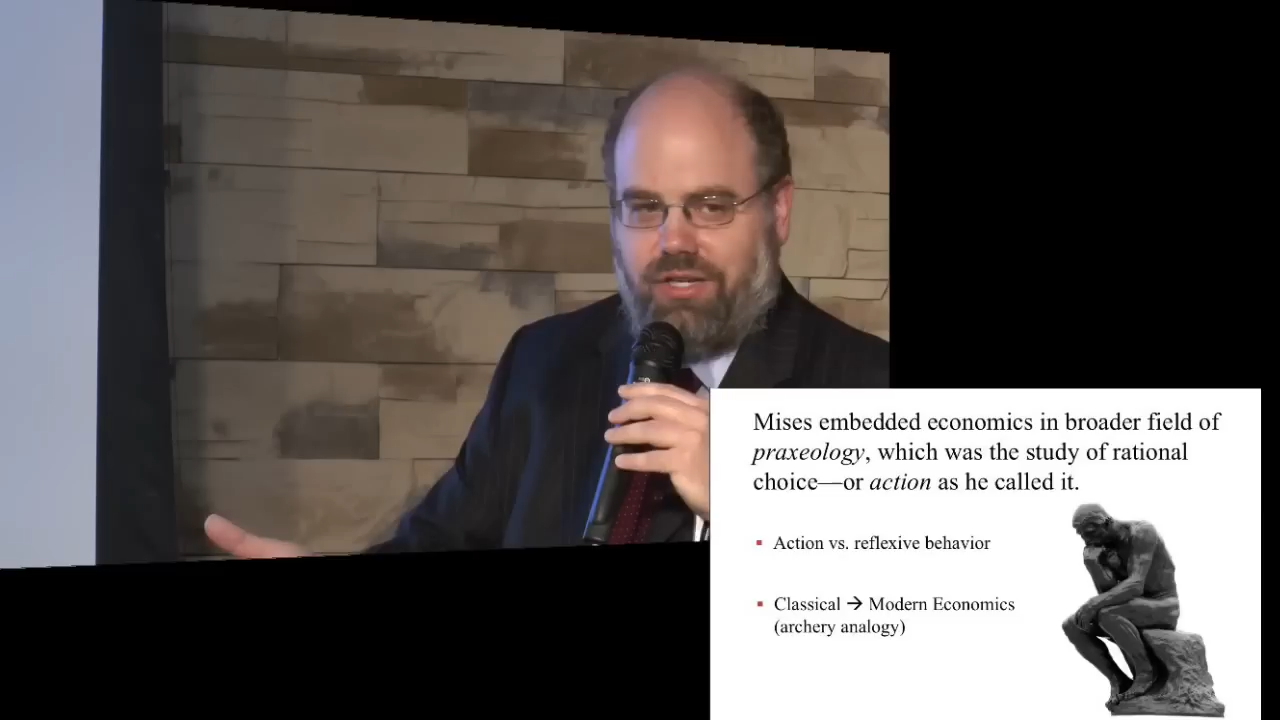 Mises embedded economics in broader field of
praxeology, which was the study of rational
choice—or action as he called it.
▪ Action vs. reflexive behavior
▪ Classical → Modern Economics
(archery analogy)